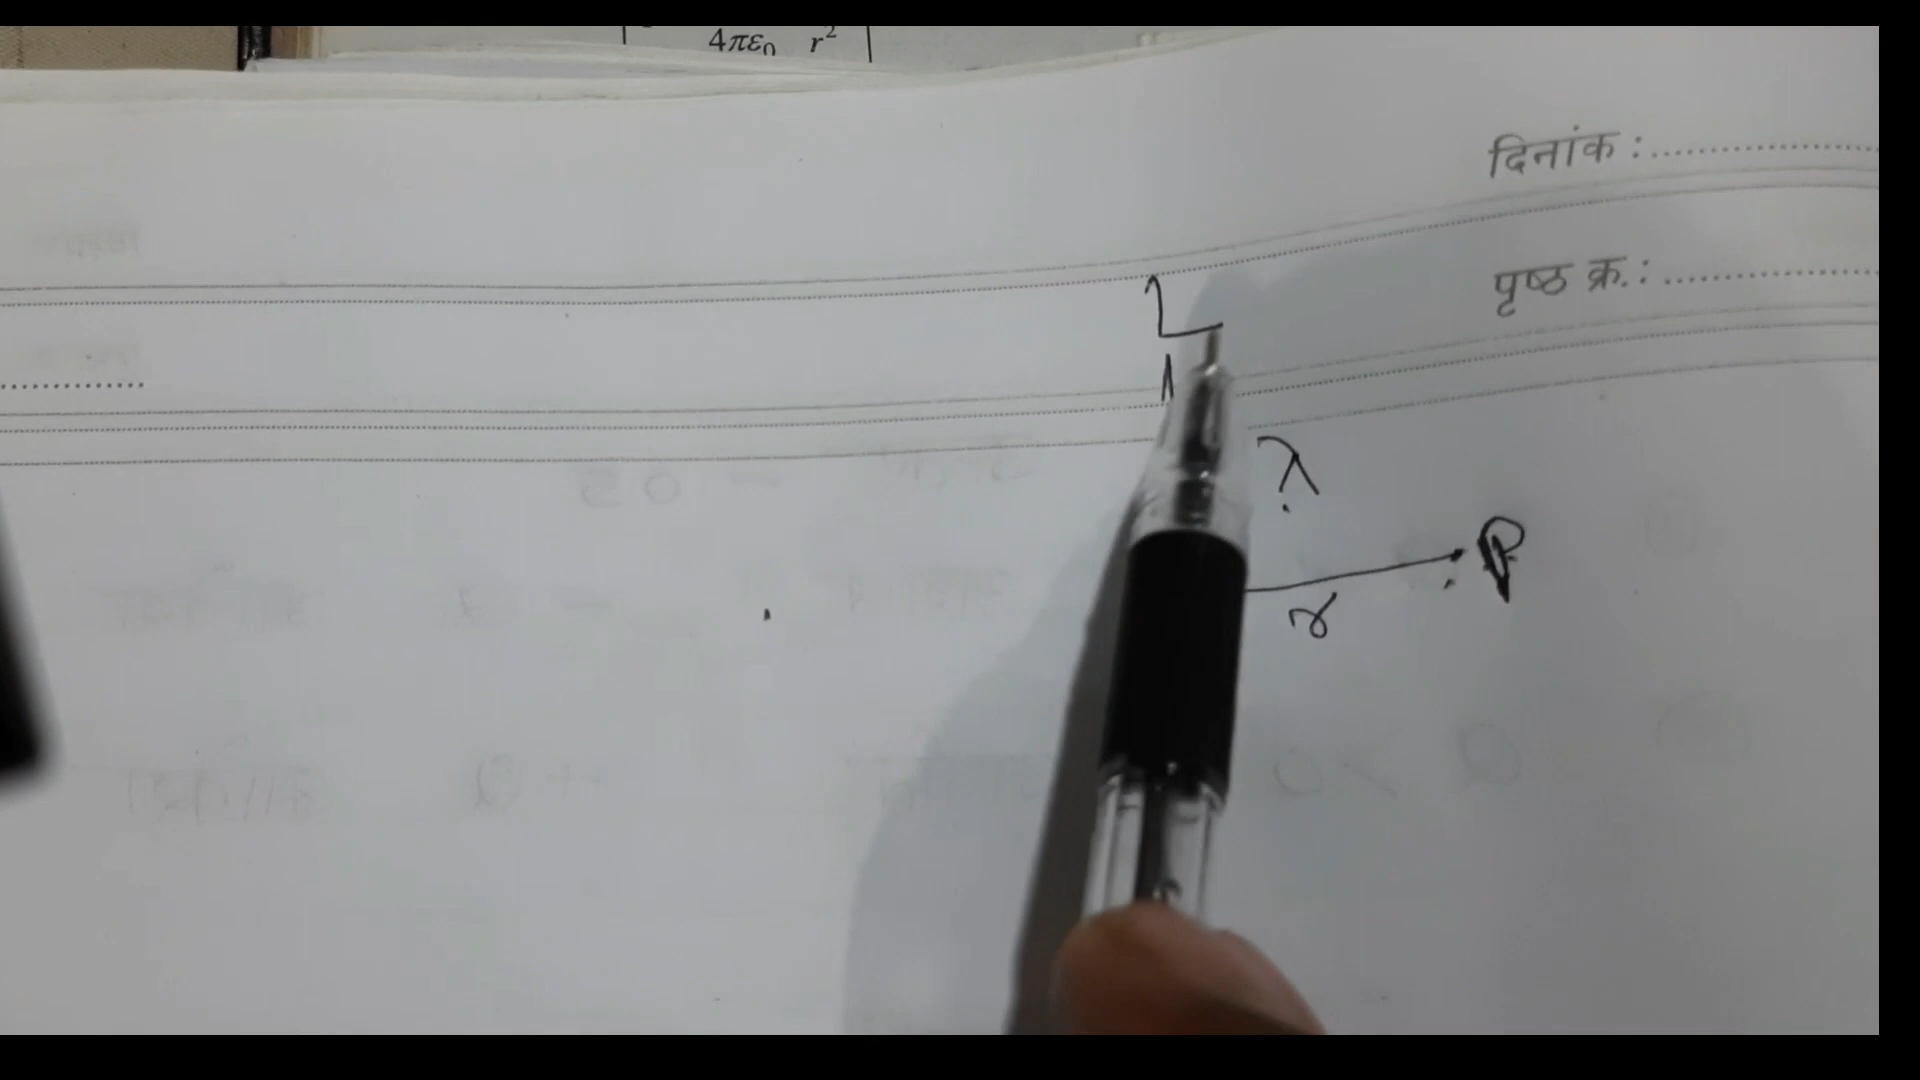 4πε₀ r²
दिनांक :
पृष्ठ क्र. :
λ
P
r